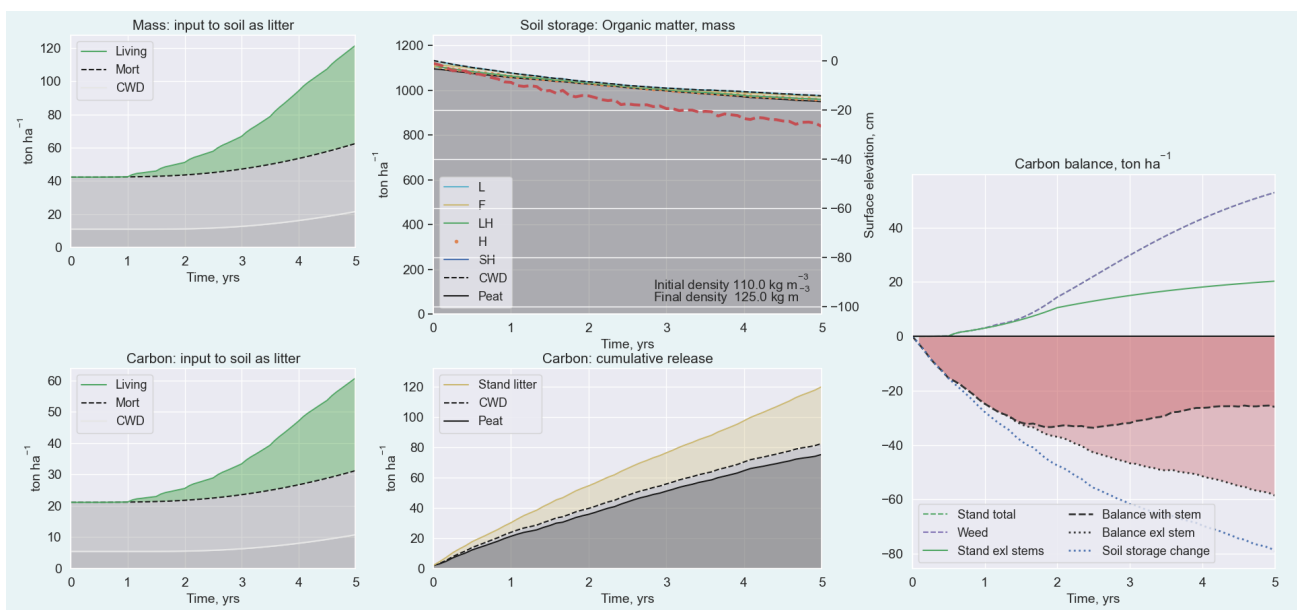 Mass: input to soil as litter
120
100
80
60
40
20
0
ton ha⁻¹
Living
Mort
CWD
0 1 2 3 4 5
Time, yrs
Soil storage: Organic matter, mass
1200
1000
800
600
400
200
0
ton ha⁻¹
L
F
LH
H
SH
CWD
Peat
Initial density 110.0 kg m⁻³
Final density 125.0 kg m⁻³
0
−20
−40
−60
−80
−100
Surface elevation, cm
0 1 2 3 4 5
Time, yrs
Carbon: input to soil as litter
60
50
40
30
20
10
0
ton ha⁻¹
Living
Mort
CWD
0 1 2 3 4 5
Time, yrs
Carbon: cumulative release
120
100
80
60
40
20
0
ton ha⁻¹
Stand litter
CWD
Peat
0 1 2 3 4 5
Time, yrs
Carbon balance, ton ha⁻¹
40
20
0
−20
−40
−60
−80
Stand total
Weed
Stand exl stems
Balance with stem
Balance exl stem
Soil storage change
0 1 2 3 4 5
Time, yrs